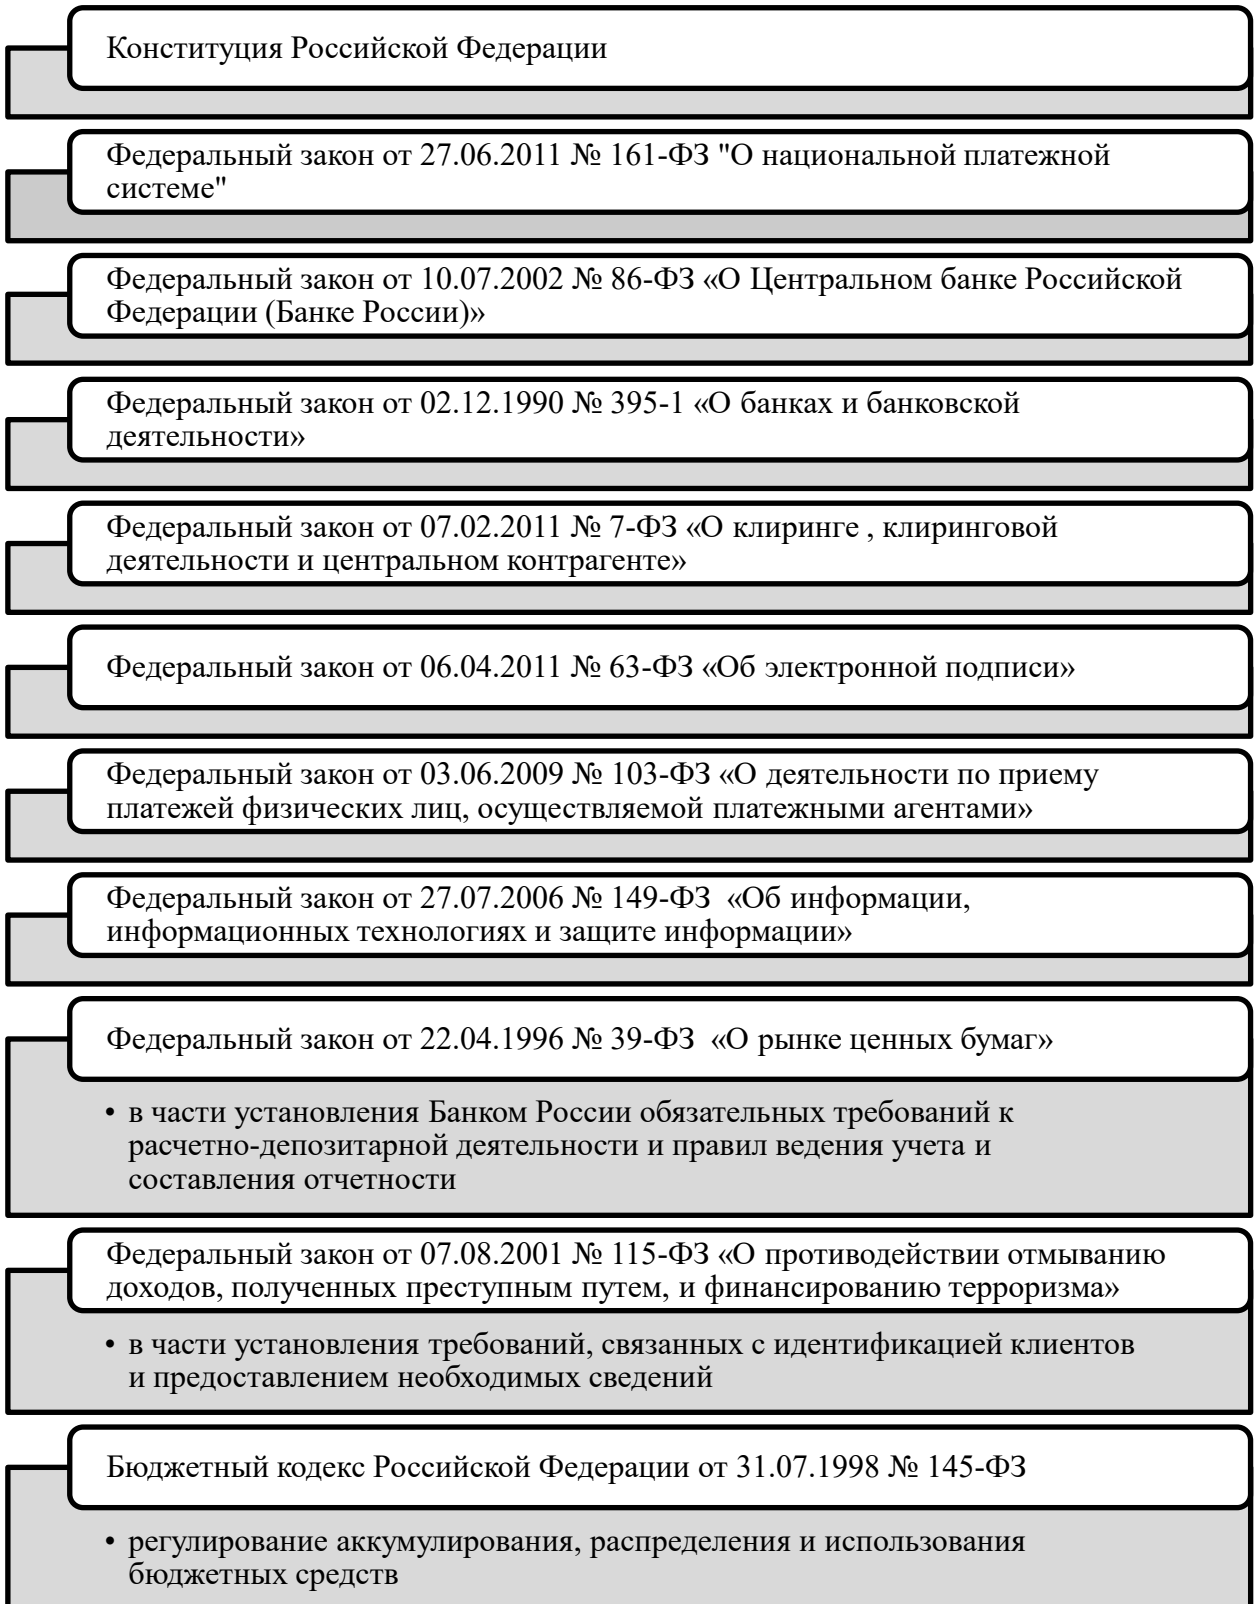 Конституция Российской Федерации
Федеральный закон от 27.06.2011 № 161-ФЗ "О национальной платежной
системе"
Федеральный закон от 10.07.2002 № 86-ФЗ «О Центральном банке Российской
Федерации (Банке России)»
Федеральный закон от 02.12.1990 № 395-1 «О банках и банковской
деятельности»
Федеральный закон от 07.02.2011 № 7-ФЗ «О клиринге , клиринговой
деятельности и центральном контрагенте»
Федеральный закон от 06.04.2011 № 63-ФЗ «Об электронной подписи»
Федеральный закон от 03.06.2009 № 103-ФЗ «О деятельности по приему
платежей физических лиц, осуществляемой платежными агентами»
Федеральный закон от 27.07.2006 № 149-ФЗ «Об информации,
информационных технологиях и защите информации»
Федеральный закон от 22.04.1996 № 39-ФЗ «О рынке ценных бумаг»
• в части установления Банком России обязательных требований к
расчетно-депозитарной деятельности и правил ведения учета и
составления отчетности
Федеральный закон от 07.08.2001 № 115-ФЗ «О противодействии отмыванию
доходов, полученных преступным путем, и финансированию терроризма»
• в части установления требований, связанных с идентификацией клиентов
и предоставлением необходимых сведений
Бюджетный кодекс Российской Федерации от 31.07.1998 № 145-ФЗ
• регулирование аккумулирования, распределения и использования
бюджетных средств